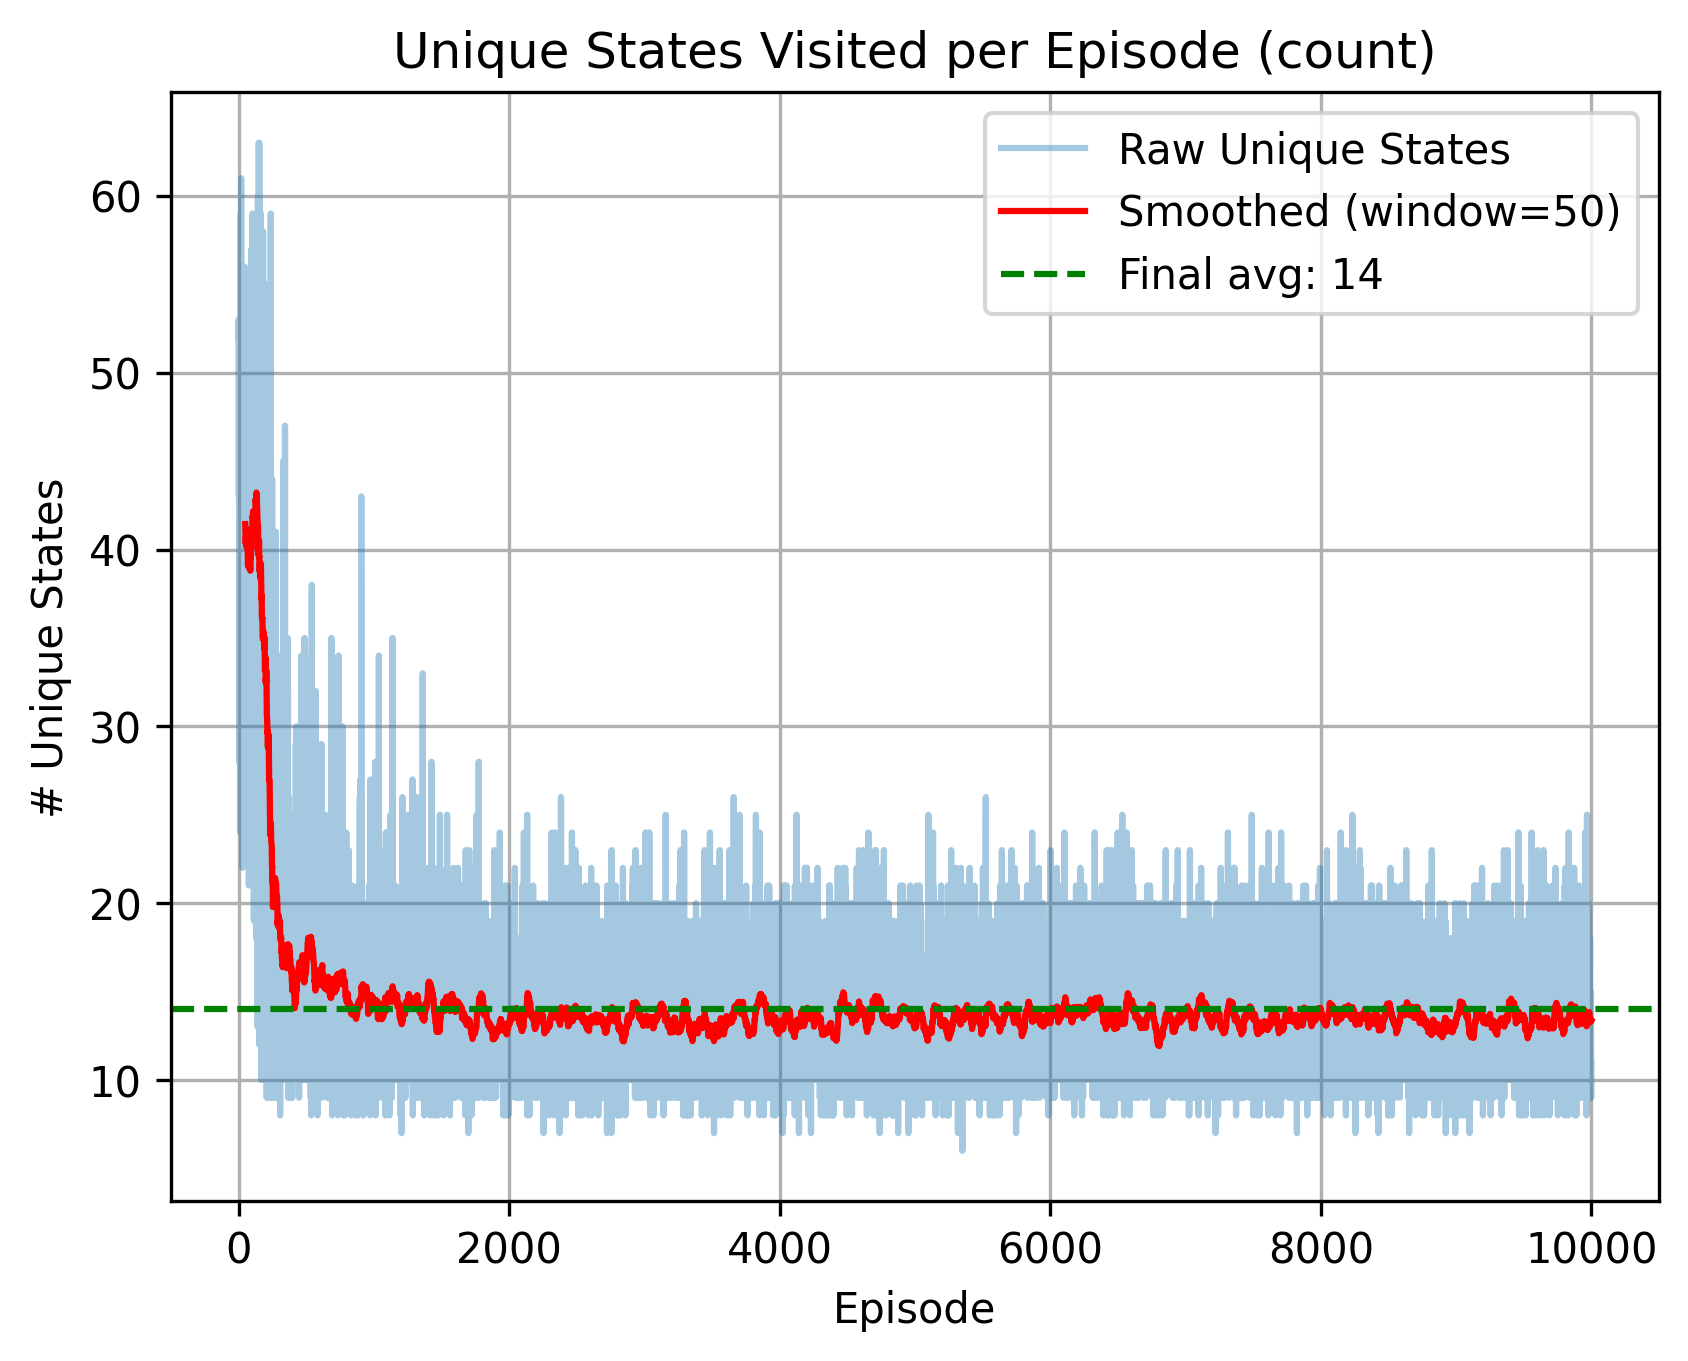 Unique States Visited per Episode (count)
Raw Unique States
Smoothed (window=50)
Final avg: 14
# Unique States
60
50
40
30
20
10
0 2000 4000 6000 8000 10000
Episode